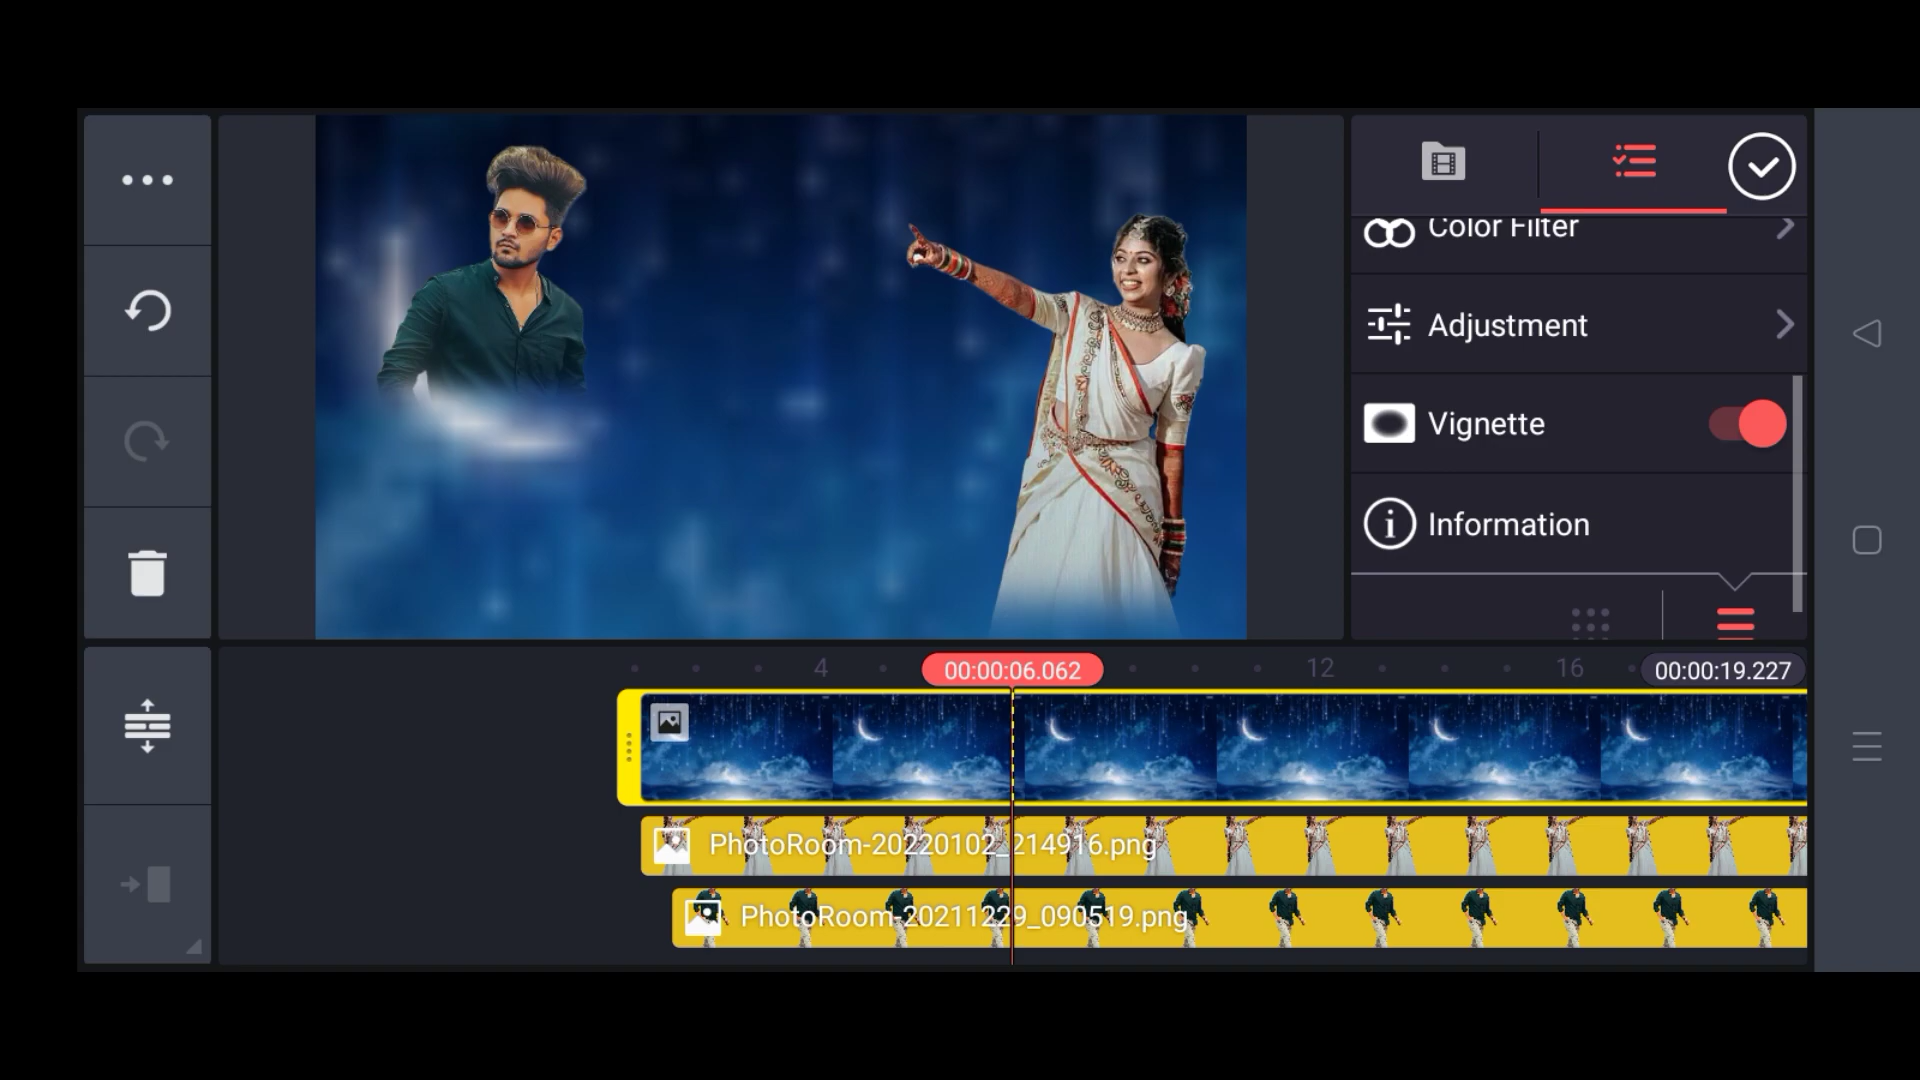 Color Filter
Adjustment
Vignette
Information
4
00:00:06.062
12
16
00:00:19.227
PhotoRoom-20220102_214916.png
PhotoRoom-20211229_090519.png